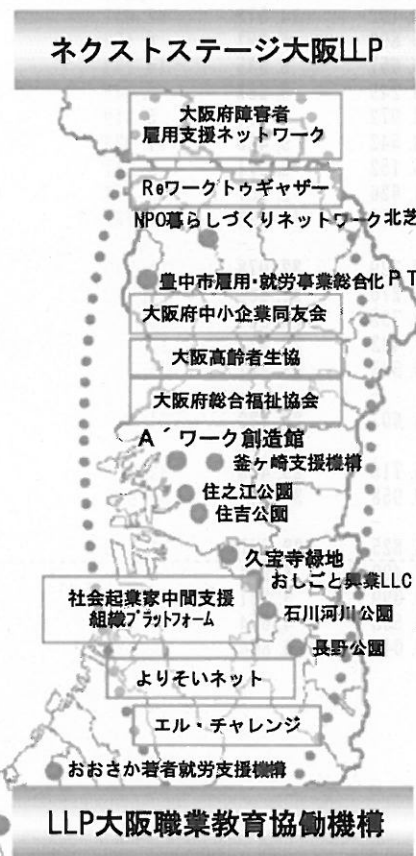 ネクストステージ大阪LLP
大阪府障害者
雇用支援ネットワーク
Reワークトゥギャザー
NPO暮らしづくりネットワーク北芝
豊中市雇用・就労事業総合化PT
大阪府中小企業同友会
大阪高齢者生協
大阪府総合福祉協会
A´ワーク創造館
釜ヶ崎支援機構
住之江公園
住吉公園
久宝寺緑地
おしごと興業LLC
社会起業家中間支援
組織プラットフォーム
石川河川公園
長野公園
よりそいネット
エル・チャレンジ
おおさか若者就労支援機構
LLP大阪職業教育協働機構